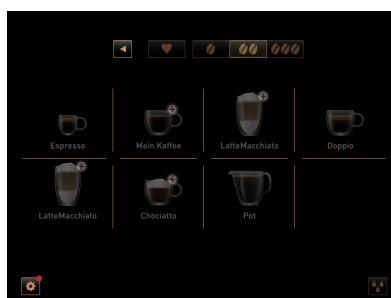 Espresso
Mein Kaffee
LatteMacchiato
Doppio
LatteMacchiato
Chociatto
Pot